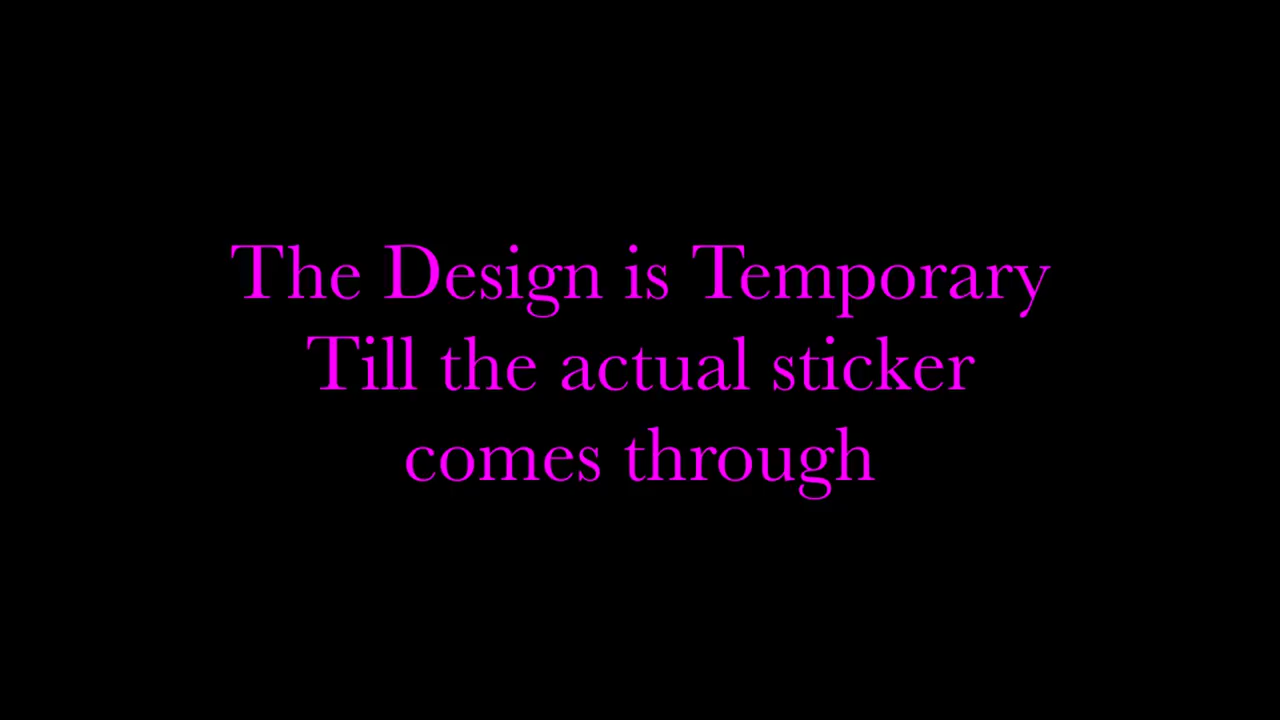 The Design is Temporary
Till the actual sticker
comes through